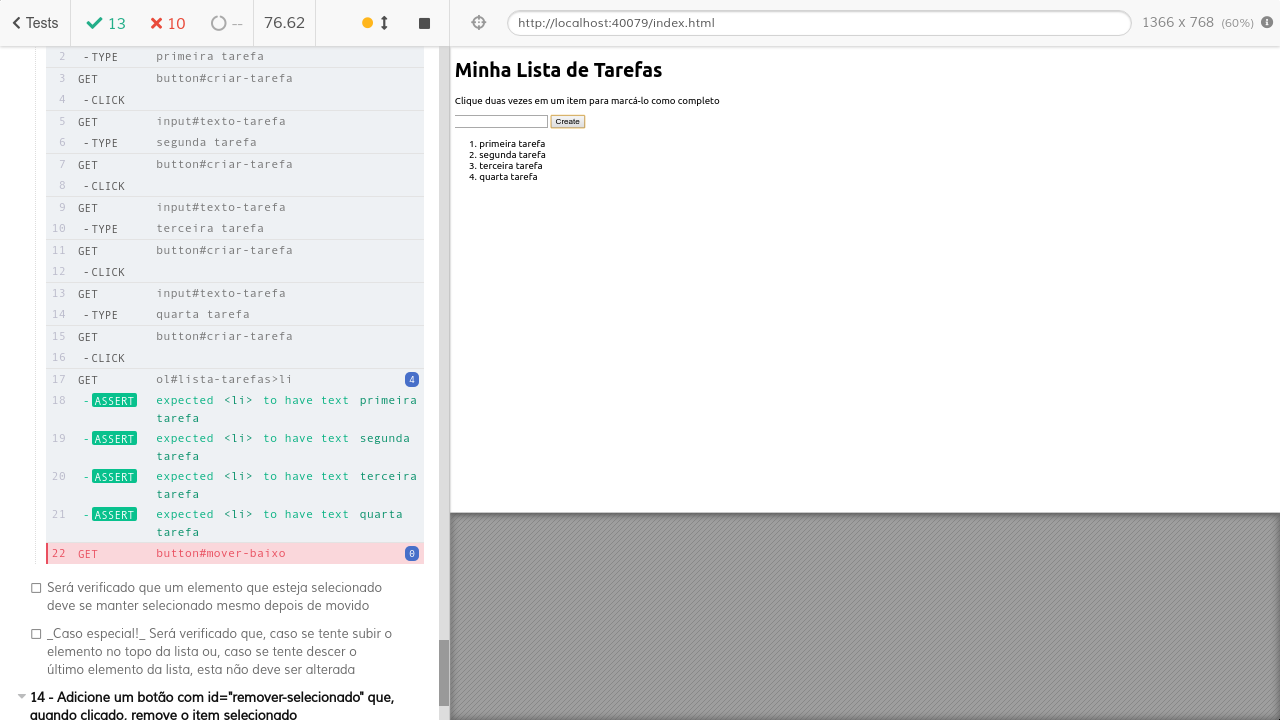 Tests 13 10 -- 76.62
http://localhost:40079/index.html 1366 x 768 (60%)
2 - TYPE primeira tarefa
3 GET button#criar-tarefa
4 - CLICK
5 GET input#texto-tarefa
6 - TYPE segunda tarefa
7 GET button#criar-tarefa
8 - CLICK
9 GET input#texto-tarefa
10 - TYPE terceira tarefa
11 GET button#criar-tarefa
12 - CLICK
13 GET input#texto-tarefa
14 - TYPE quarta tarefa
15 GET button#criar-tarefa
16 - CLICK
17 GET ol#lista-tarefas>li 4
18 - ASSERT expected <li> to have text primeira
tarefa
19 - ASSERT expected <li> to have text segunda
tarefa
20 - ASSERT expected <li> to have text terceira
tarefa
21 - ASSERT expected <li> to have text quarta
tarefa
22 GET button#mover-baixo 0
Será verificado que um elemento que esteja selecionado
deve se manter selecionado mesmo depois de movido
_Caso especial!_ Será verificado que, caso se tente subir o
elemento no topo da lista ou, caso se tente descer o
último elemento da lista, esta não deve ser alterada
14 - Adicione um botão com id="remover-selecionado" que,
quando clicado, remove o item selecionado
Minha Lista de Tarefas
Clique duas vezes em um item para marcá-lo como completo
Create
1. primeira tarefa
2. segunda tarefa
3. terceira tarefa
4. quarta tarefa